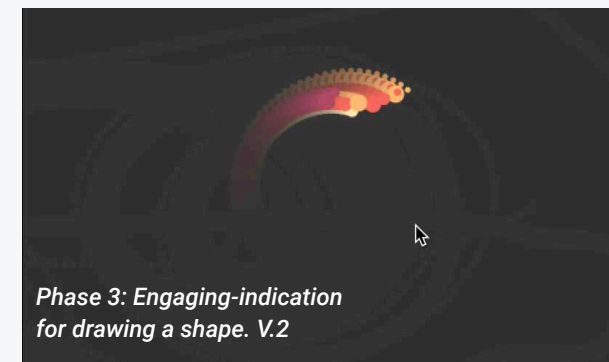 Phase 3: Engaging-indication
for drawing a shape. V.2